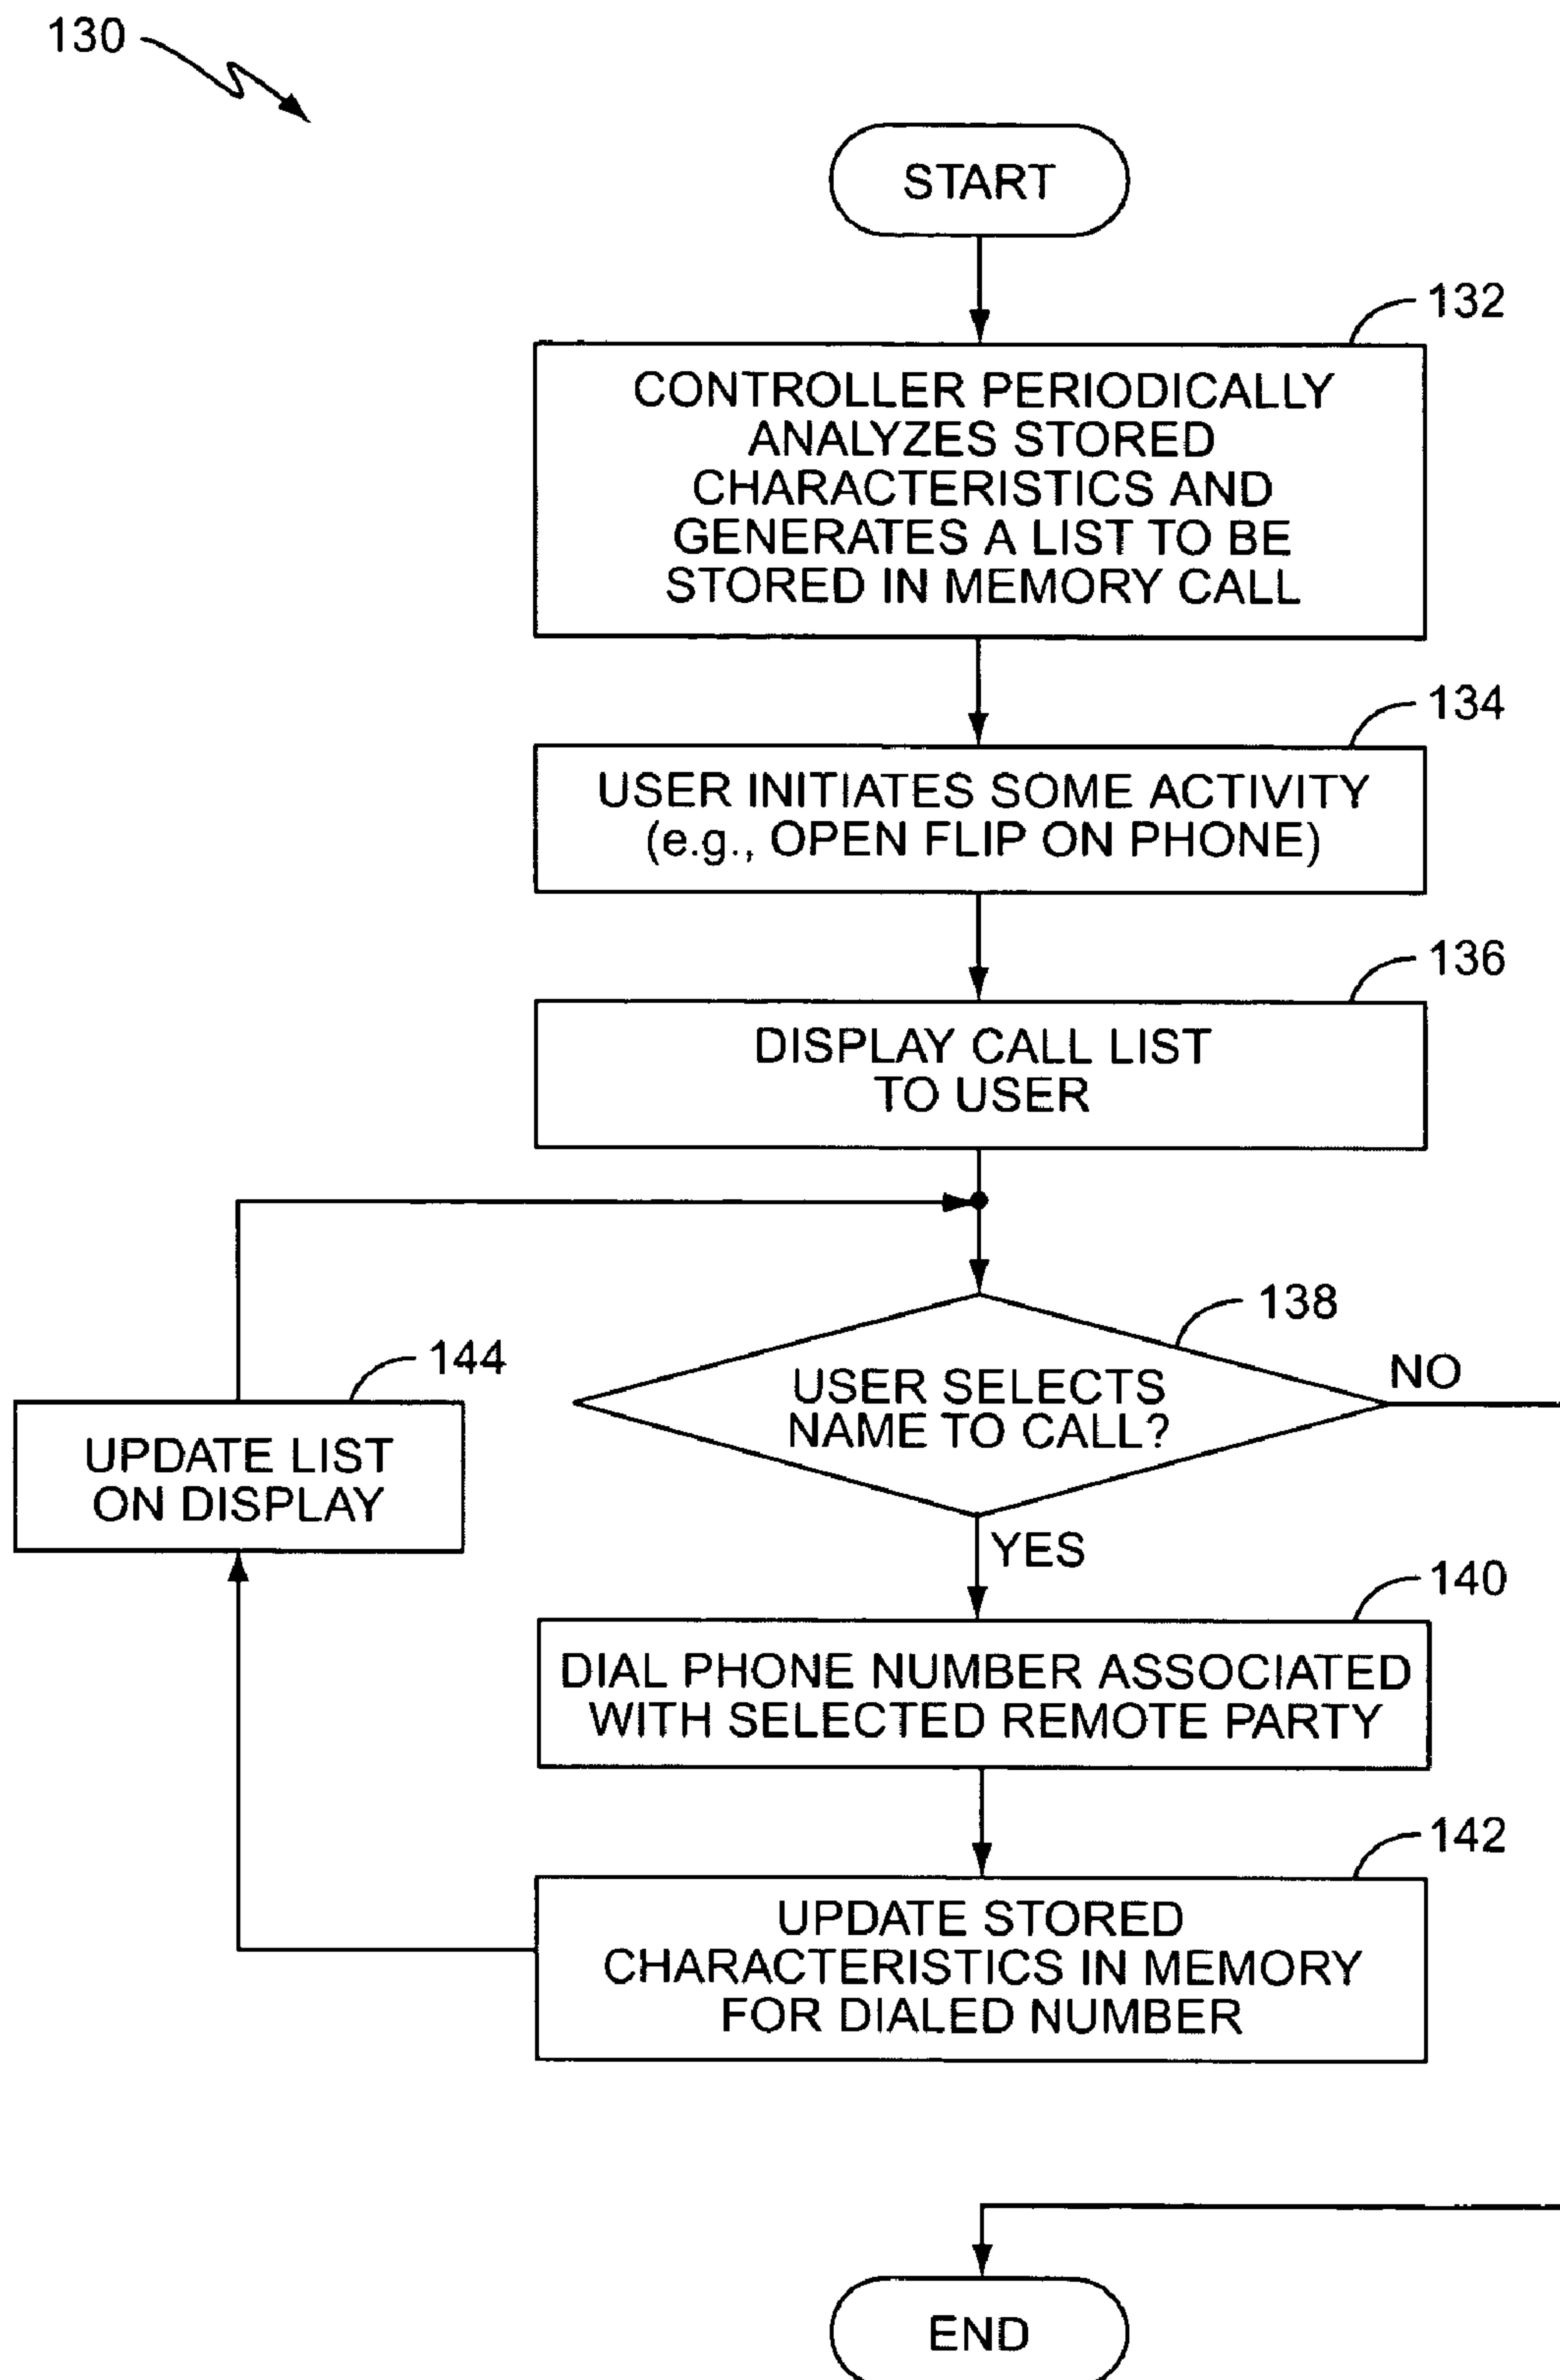 130
START
132
CONTROLLER PERIODICALLY
ANALYZES STORED
CHARACTERISTICS AND
GENERATES A LIST TO BE
STORED IN MEMORY CALL
134
USER INITIATES SOME ACTIVITY
(e.g., OPEN FLIP ON PHONE)
136
DISPLAY CALL LIST
TO USER
138
USER SELECTS
NAME TO CALL?
NO
144
UPDATE LIST
ON DISPLAY
YES
140
DIAL PHONE NUMBER ASSOCIATED
WITH SELECTED REMOTE PARTY
142
UPDATE STORED
CHARACTERISTICS IN MEMORY
FOR DIALED NUMBER
END